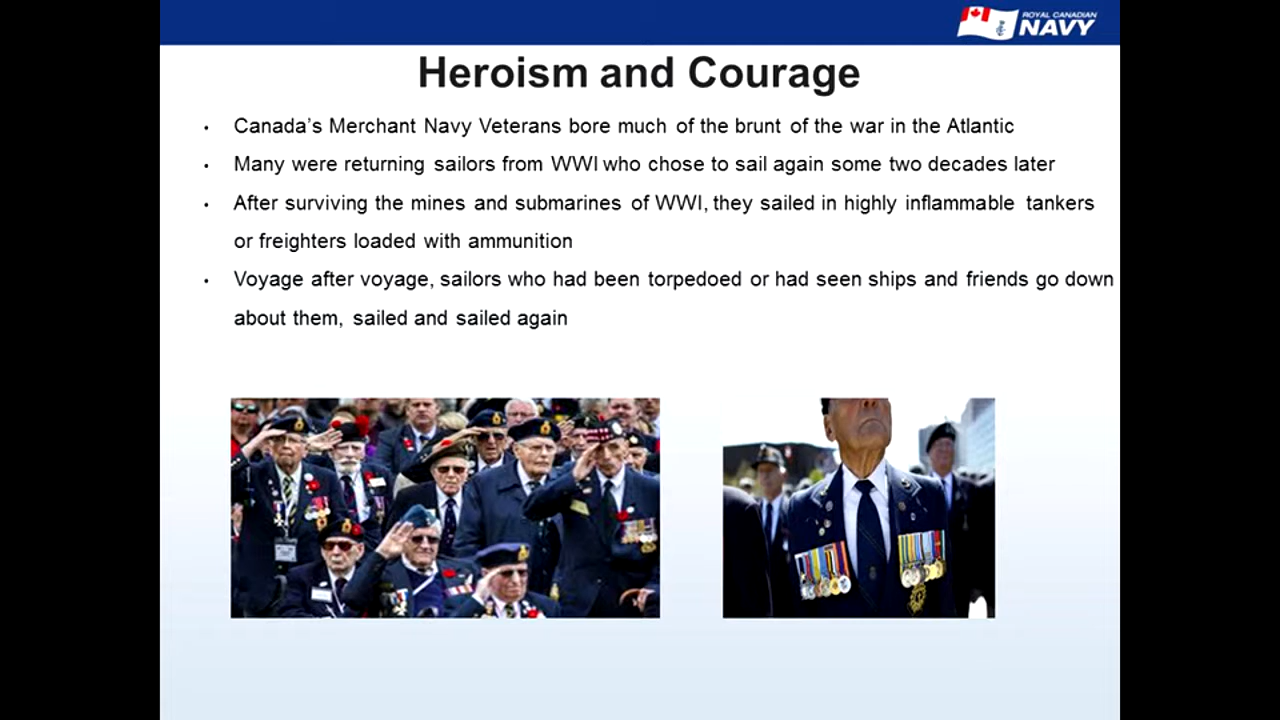 ROYAL CANADIAN
NAVY
Heroism and Courage
• Canada’s Merchant Navy Veterans bore much of the brunt of the war in the Atlantic
• Many were returning sailors from WWI who chose to sail again some two decades later
• After surviving the mines and submarines of WWI, they sailed in highly inflammable tankers
or freighters loaded with ammunition
• Voyage after voyage, sailors who had been torpedoed or had seen ships and friends go down
about them, sailed and sailed again